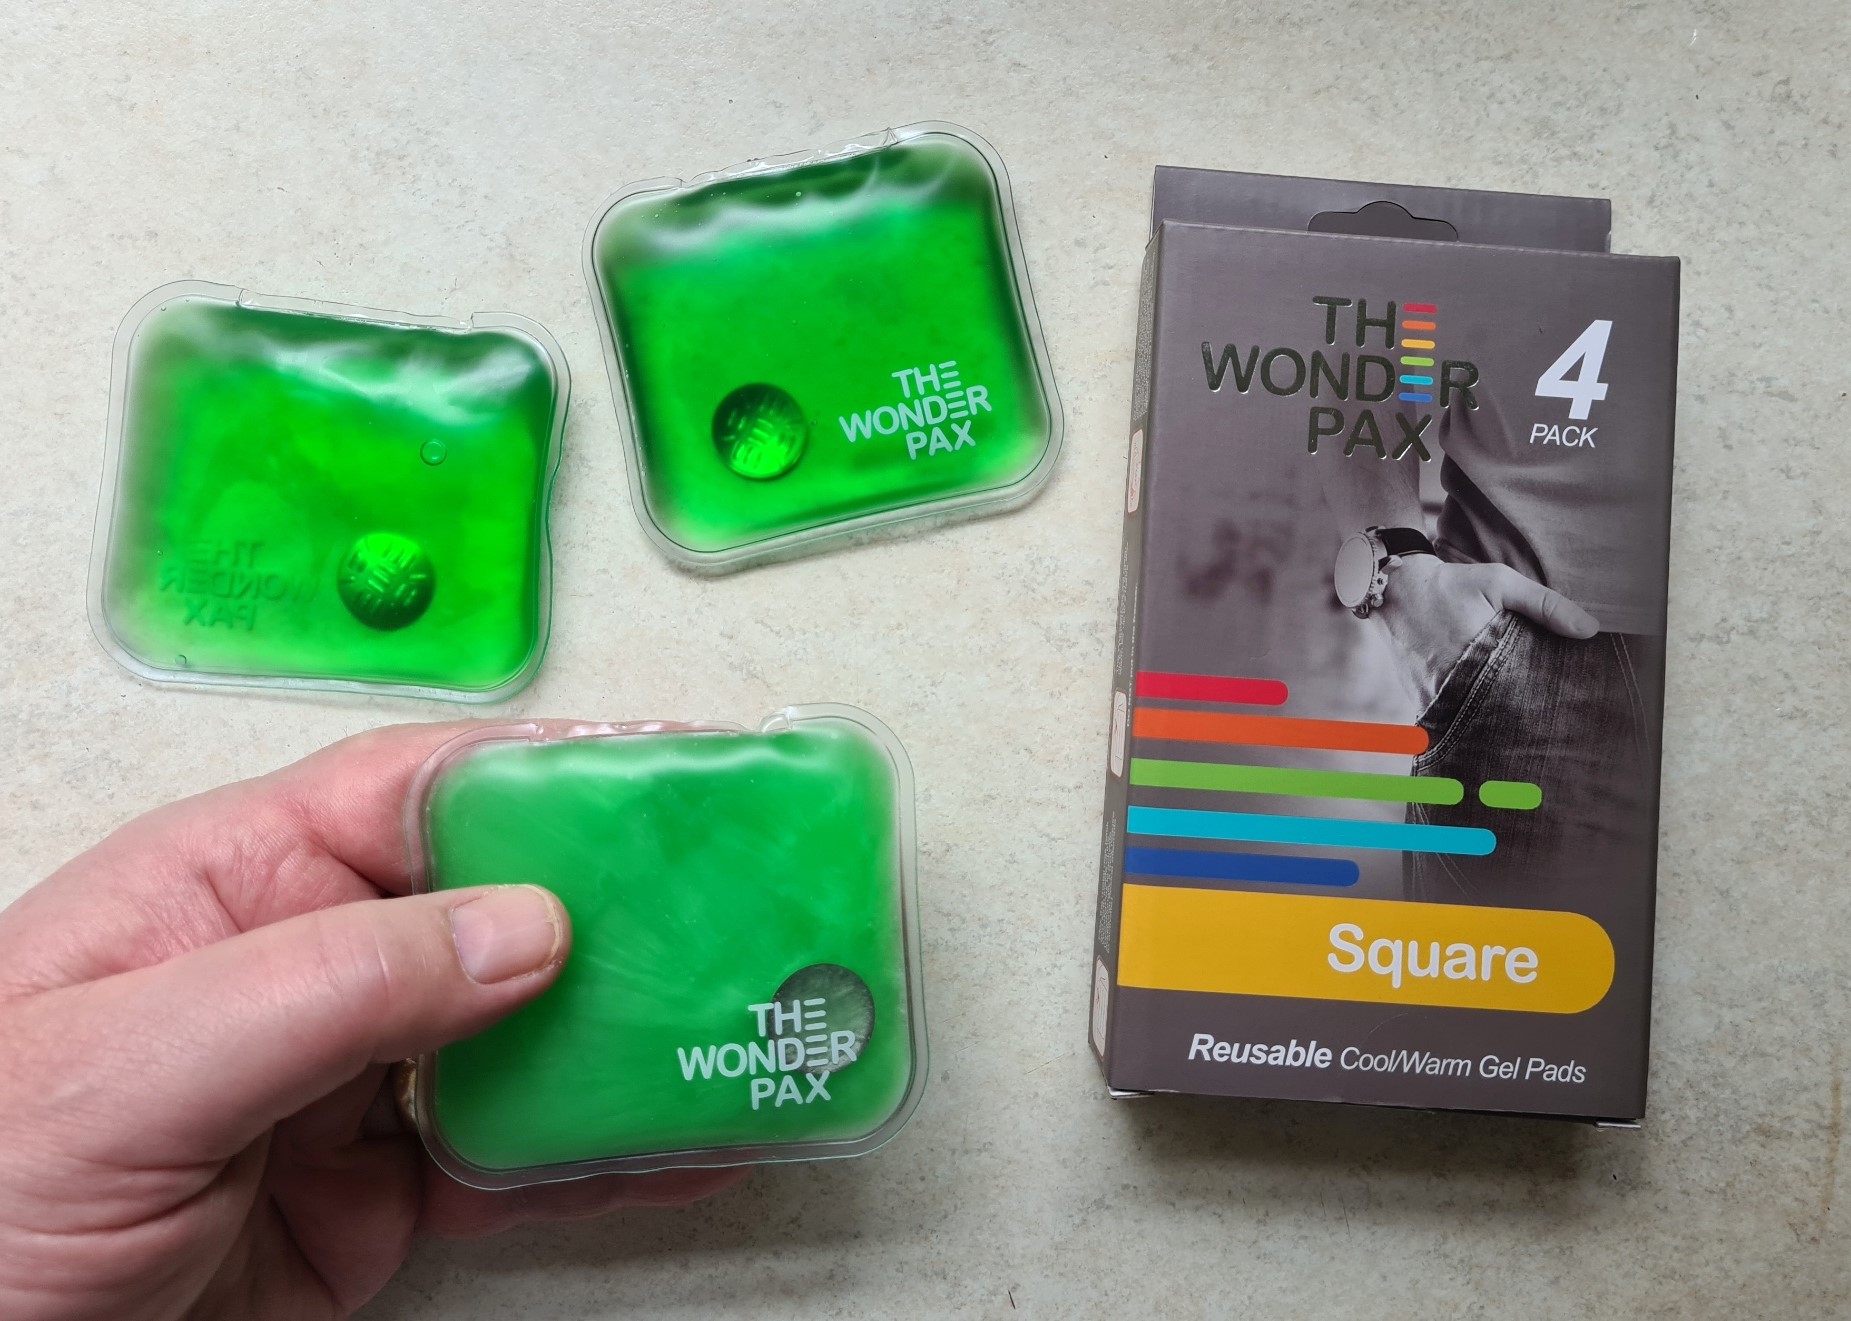 THE
WONDER
PAX
THE
WONDER
PAX
THE
WONDER
PAX
4
PACK
THE
WONDER
PAX
Square
Reusable Cool/Warm Gel Pads